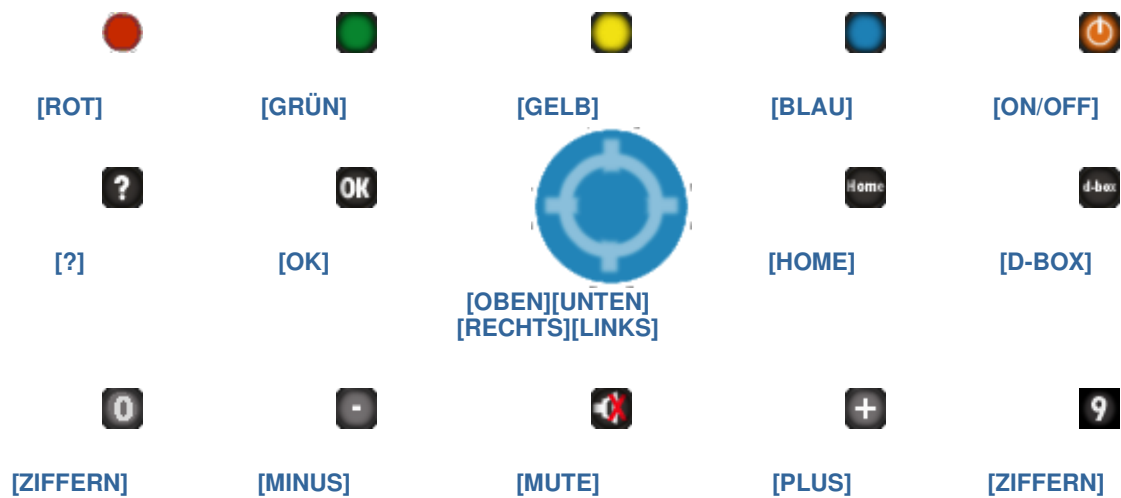 [ROT] [GRÜN] [GELB] [BLAU] [ON/OFF]
? OK Home d-box
[?] [OK] [HOME] [D-BOX]
[OBEN][UNTEN]
[RECHTS][LINKS]
0 - + 9
[ZIFFERN] [MINUS] [MUTE] [PLUS] [ZIFFERN]